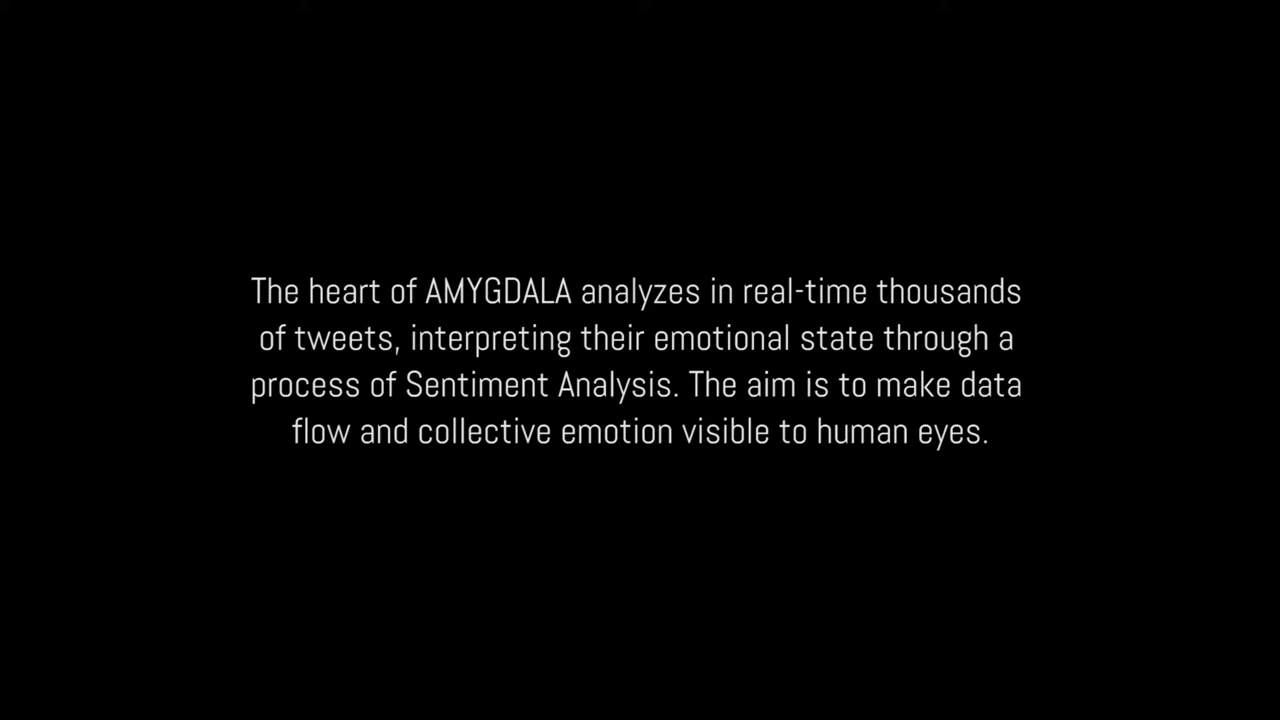 The heart of AMYGDALA analyzes in real-time thousands
of tweets, interpreting their emotional state through a
process of Sentiment Analysis. The aim is to make data
flow and collective emotion visible to human eyes.